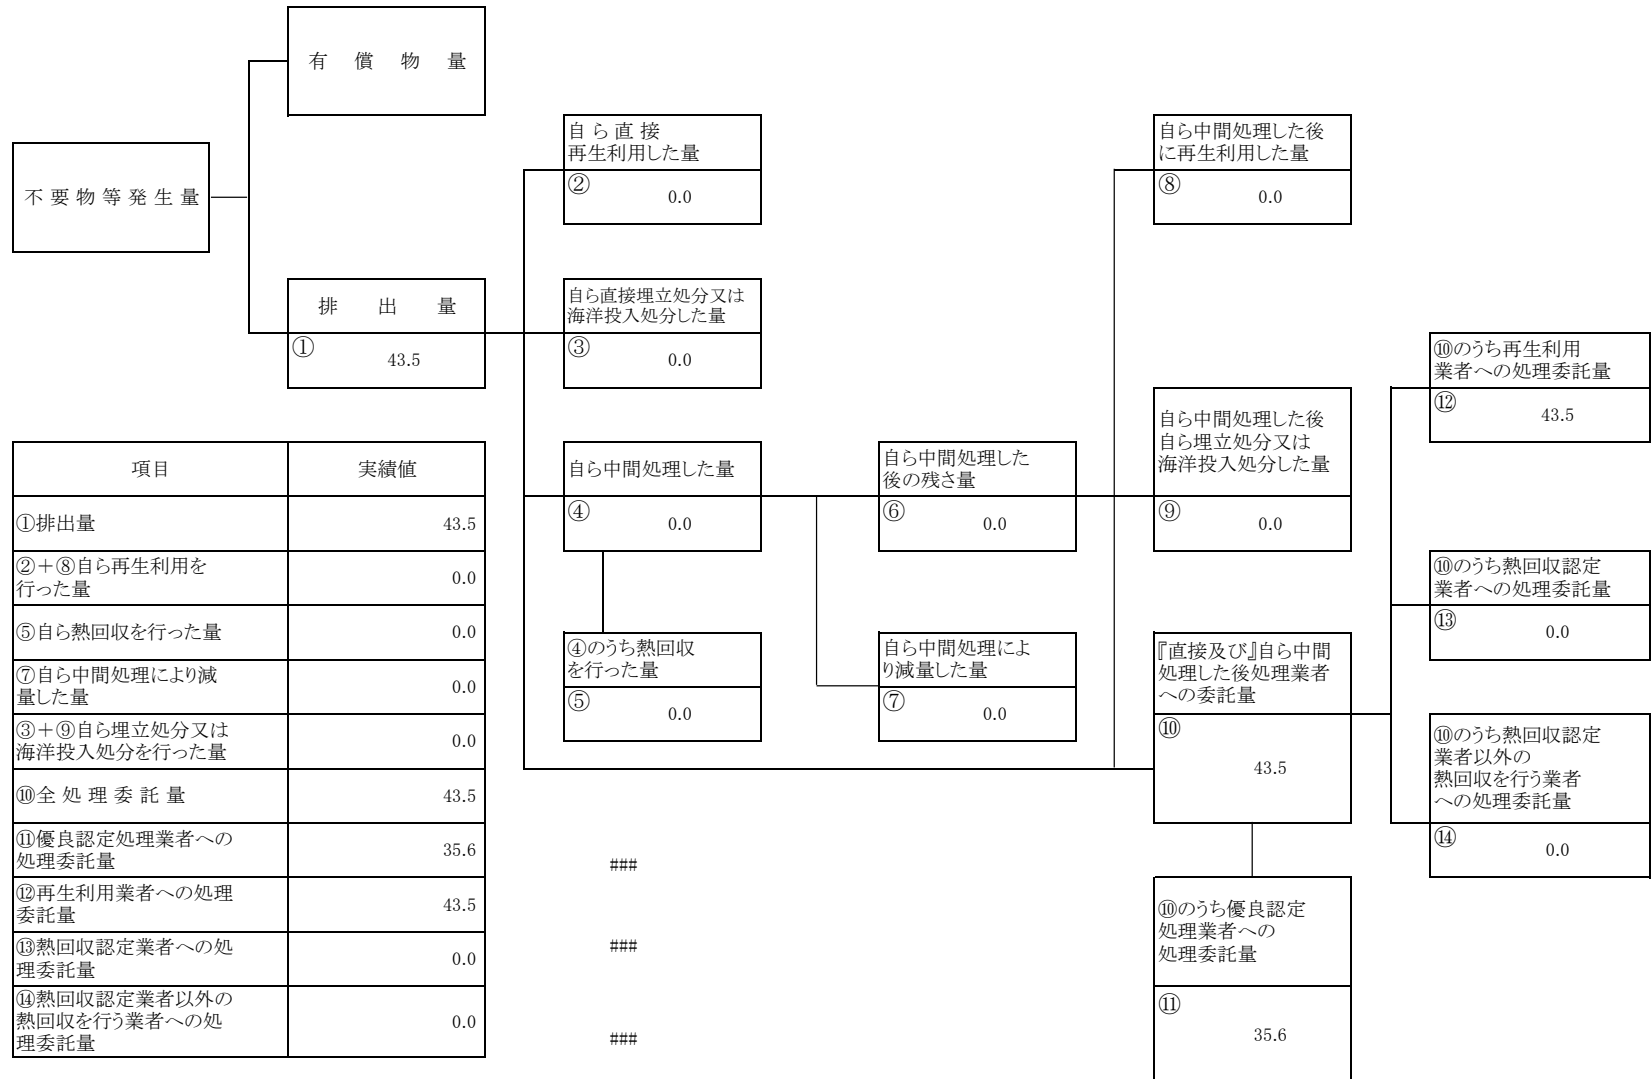 有 償 物 量
不 要 物 等 発 生 量
排 出 量
①
43.5
自 ら 直 接
再生利用した量
②
0.0
自ら直接埋立処分又は
海洋投入処分した量
③
0.0
自ら中間処理した量
④
0.0
④のうち熱回収
を行った量
⑤
0.0
自ら中間処理した
後の残さ量
⑥
0.0
自ら中間処理によ
り減量した量
⑦
0.0
自ら中間処理した後
に再生利用した量
⑧
0.0
自ら中間処理した後
自ら埋立処分又は
海洋投入処分した量
⑨
0.0
『直接及び』自ら中間
処理した後処理業者
への委託量
⑩
43.5
⑩のうち優良認定
処理業者への
処理委託量
⑪
35.6
⑩のうち再生利用
業者への処理委託量
⑫
43.5
⑩のうち熱回収認定
業者への処理委託量
⑬
0.0
⑩のうち熱回収認定
業者以外の
熱回収を行う業者
への処理委託量
⑭
0.0
項目 実績値
①排出量 43.5
②＋⑧自ら再生利用を
行った量
0.0
⑤自ら熱回収を行った量 0.0
⑦自ら中間処理により減
量した量
0.0
③＋⑨自ら埋立処分又は
海洋投入処分を行った量
0.0
⑩全 処 理 委 託 量 43.5
⑪優良認定処理業者への
処理委託量
35.6
⑫再生利用業者への処理
委託量
43.5
⑬熱回収認定業者への処
理委託量
0.0
⑭熱回収認定業者以外の
熱回収を行う業者への処
理委託量
0.0
###
###
###